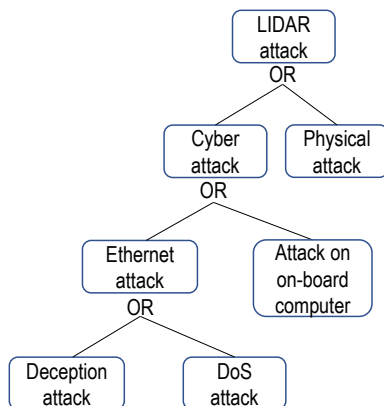 LIDAR
attack
OR
Cyber
attack
Physical
attack
OR
Ethernet
attack
Attack on
on-board
computer
OR
Deception
attack
DoS
attack